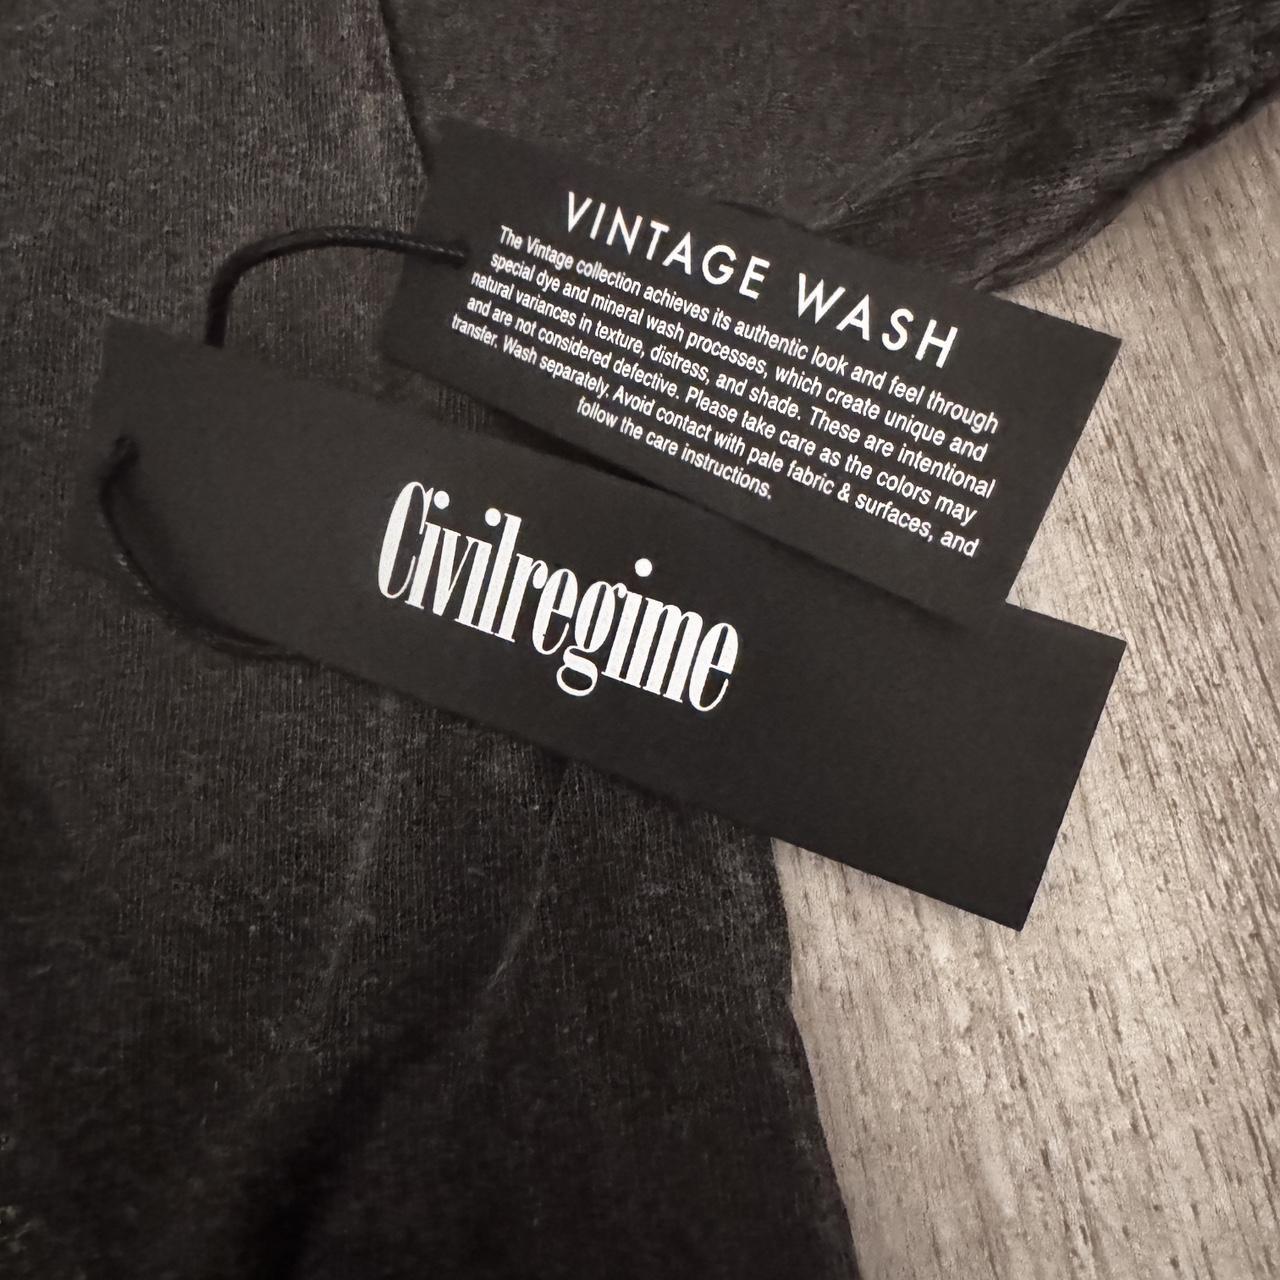 VINTAGE WASH
The Vintage collection achieves its authentic look and feel through
special dye and mineral wash processes, which create unique and
natural variances in texture, distress, and shade. These are intentional
and are not considered defective. Please take care as the colors may
transfer. Wash separately. Avoid contact with pale fabric & surfaces, and
follow the care instructions.
Civilregime